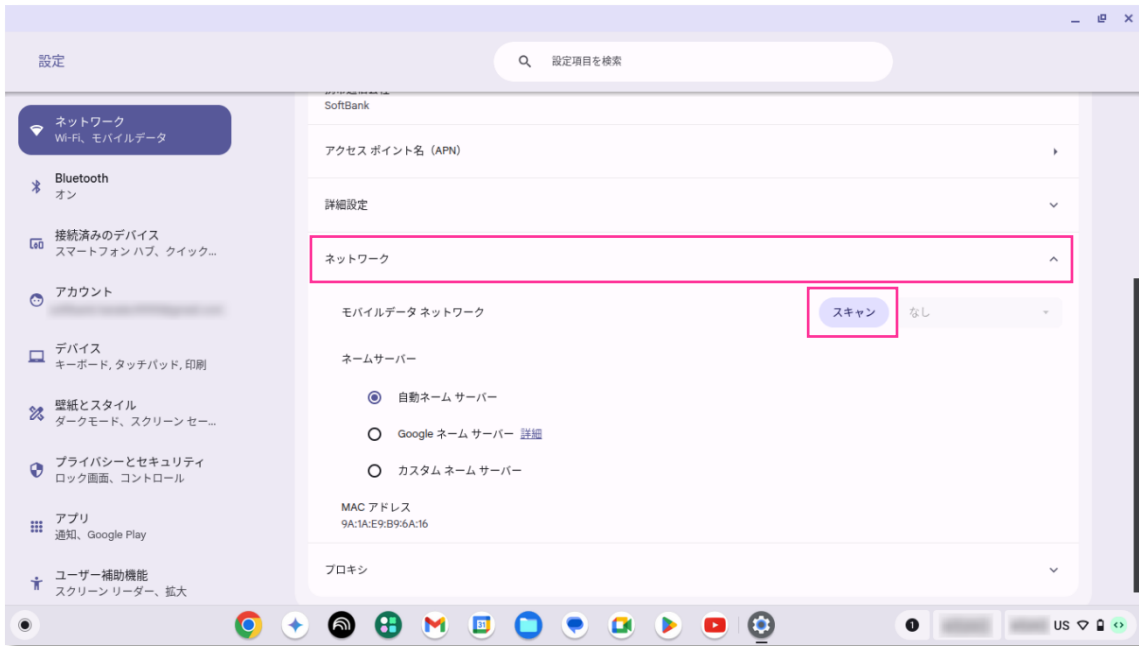 設定
設定項目を検索
ネットワーク
Wi-Fi、モバイルデータ
Bluetooth
オン
接続済みのデバイス
スマートフォン ハブ、クイック...
アカウント
デバイス
キーボード, タッチパッド, 印刷
壁紙とスタイル
ダークモード、スクリーン セー...
プライバシーとセキュリティ
ロック画面、コントロール
アプリ
通知、Google Play
ユーザー補助機能
スクリーン リーダー、拡大
SoftBank
アクセス ポイント名（APN）
詳細設定
ネットワーク
モバイルデータ ネットワーク
スキャン
なし
ネームサーバー
自動ネーム サーバー
Google ネーム サーバー 詳細
カスタム ネーム サーバー
MAC アドレス
9A:1A:E9:B9:6A:16
プロキシ
31
1
US